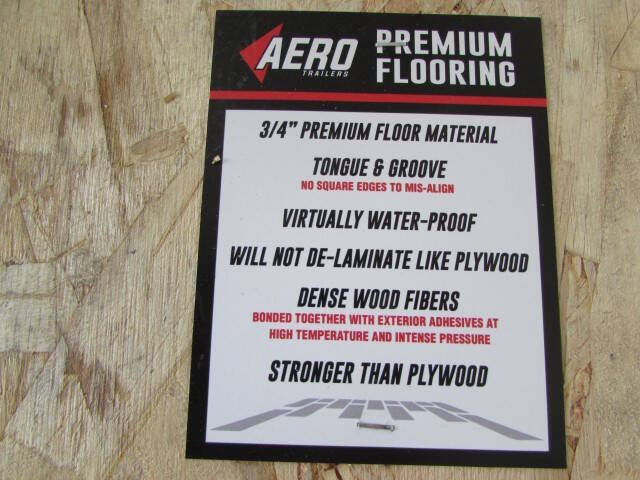 AERO
TRAILERS
PREMIUM
FLOORING
3/4" PREMIUM FLOOR MATERIAL
TONGUE & GROOVE
NO SQUARE EDGES TO MIS-ALIGN
VIRTUALLY WATER-PROOF
WILL NOT DE-LAMINATE LIKE PLYWOOD
DENSE WOOD FIBERS
BONDED TOGETHER WITH EXTERIOR ADHESIVES AT
HIGH TEMPERATURE AND INTENSE PRESSURE
STRONGER THAN PLYWOOD